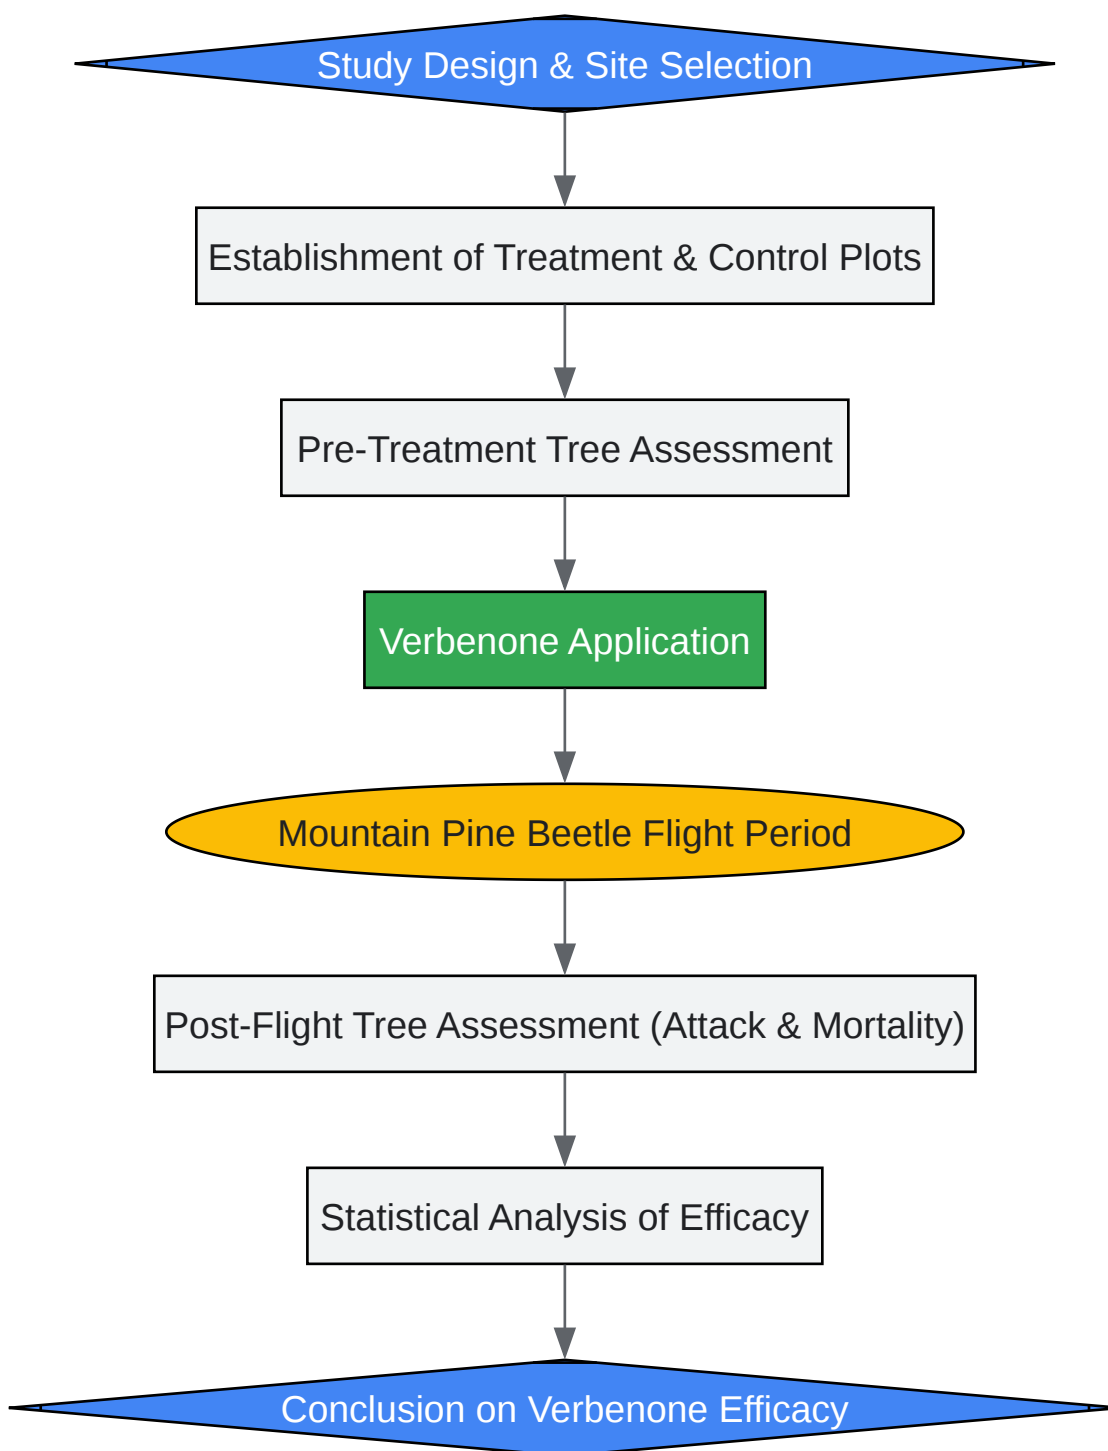 Study Design & Site Selection
Establishment of Treatment & Control Plots
Pre-Treatment Tree Assessment
Verbenone Application
Mountain Pine Beetle Flight Period
Post-Flight Tree Assessment (Attack & Mortality)
Statistical Analysis of Efficacy
Conclusion on Verbenone Efficacy